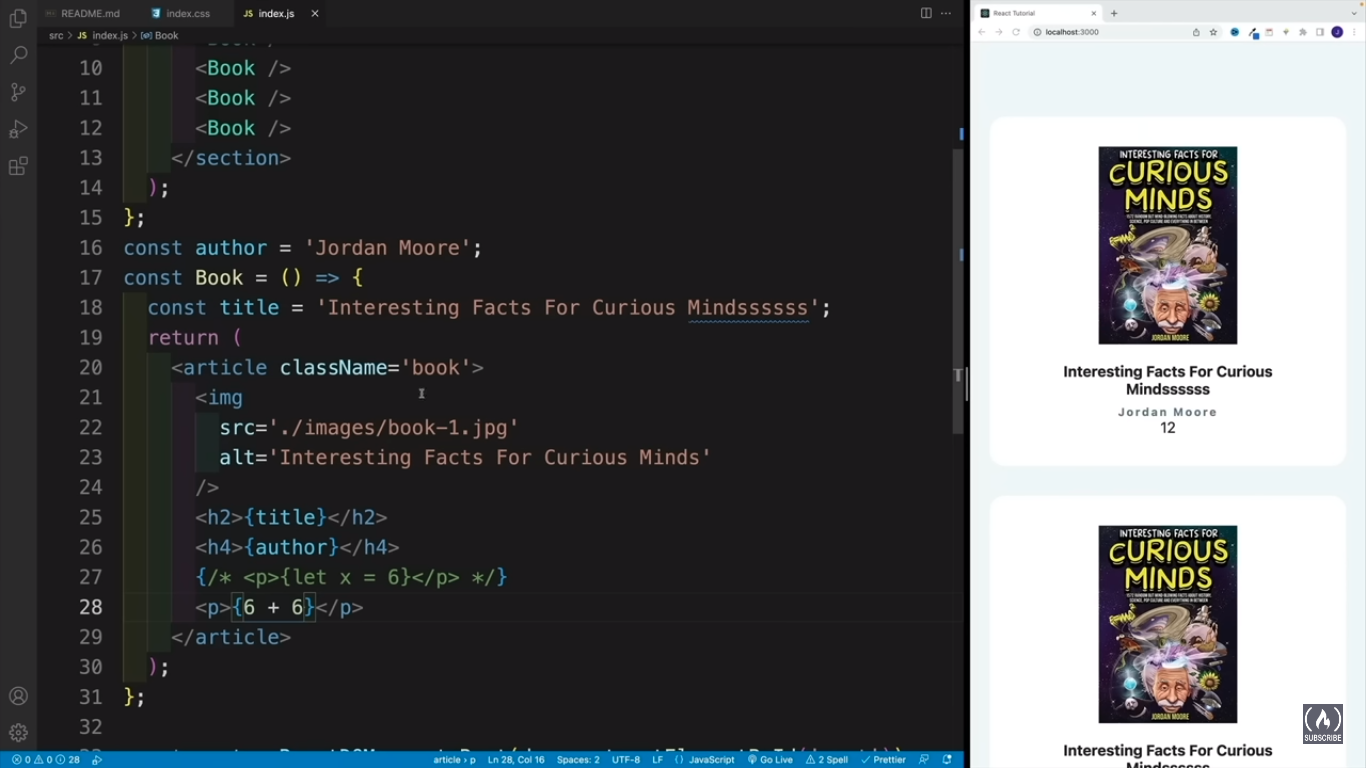 README.md
index.css
index.js
src > index.js > Book
10 <Book />
11 <Book />
12 <Book />
13 </section>
14 );
15 };
16 const author = 'Jordan Moore';
17 const Book = () => {
18 const title = 'Interesting Facts For Curious Mindssssss';
19 return (
20 <article className='book'>
21 <img
22 src='./images/book-1.jpg'
23 alt='Interesting Facts For Curious Minds'
24 />
25 <h2>{title}</h2>
26 <h4>{author}</h4>
27 {/* <p>{let x = 6}</p> */}
28 <p>{6 + 6}</p>
29 </article>
30 );
31 };
32
0 0 28
article > p
Ln 28, Col 16
Spaces: 2
UTF-8
LF
{ } JavaScript
Go Live
2 Spell
Prettier
React Tutorial
localhost:3000
J
INTERESTING FACTS FOR
CURIOUS
MINDS
JORDAN MOORE
Interesting Facts For Curious
Mindssssss
Jordan Moore
12
INTERESTING FACTS FOR
CURIOUS
MINDS
JORDAN MOORE
Interesting Facts For Curious
SUBSCRIBE